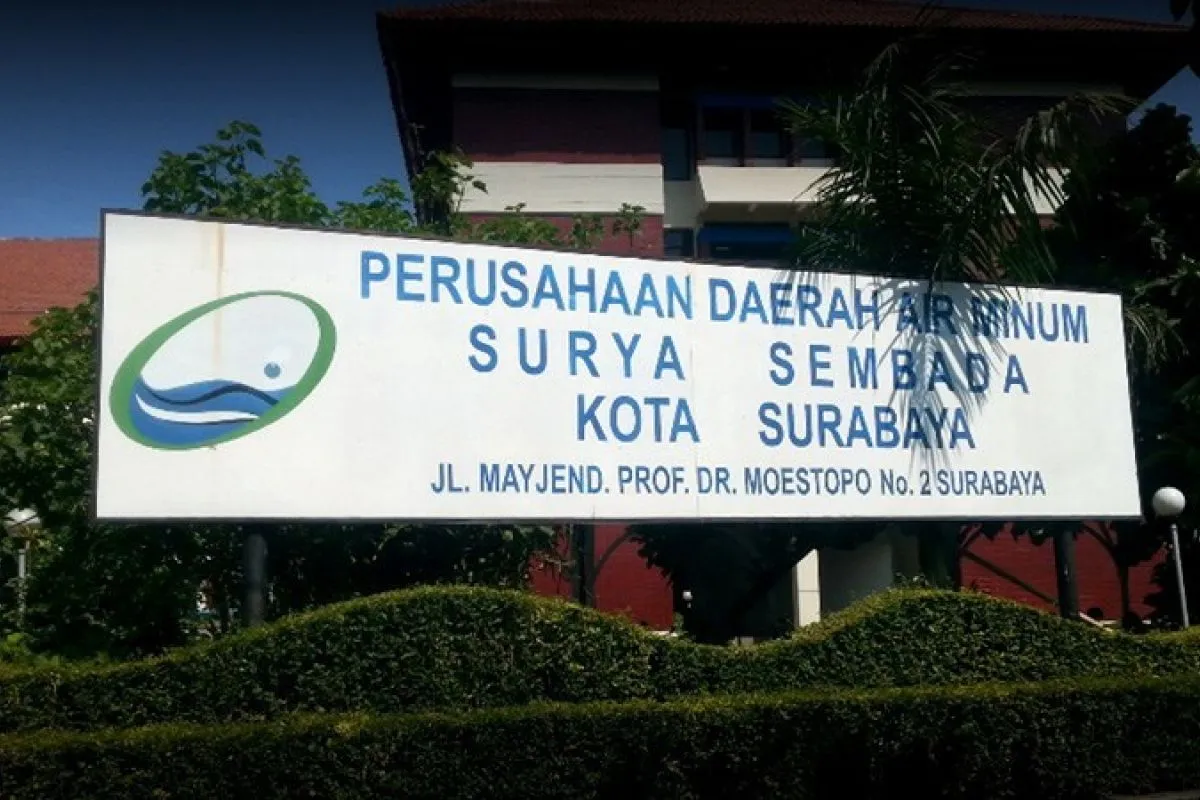 PERUSAHAAN DAERAH AIR MINUM
SURYA SEMBADA
KOTA SURABAYA
JL. MAYJEND. PROF. DR. MOESTOPO No. 2 SURABAYA